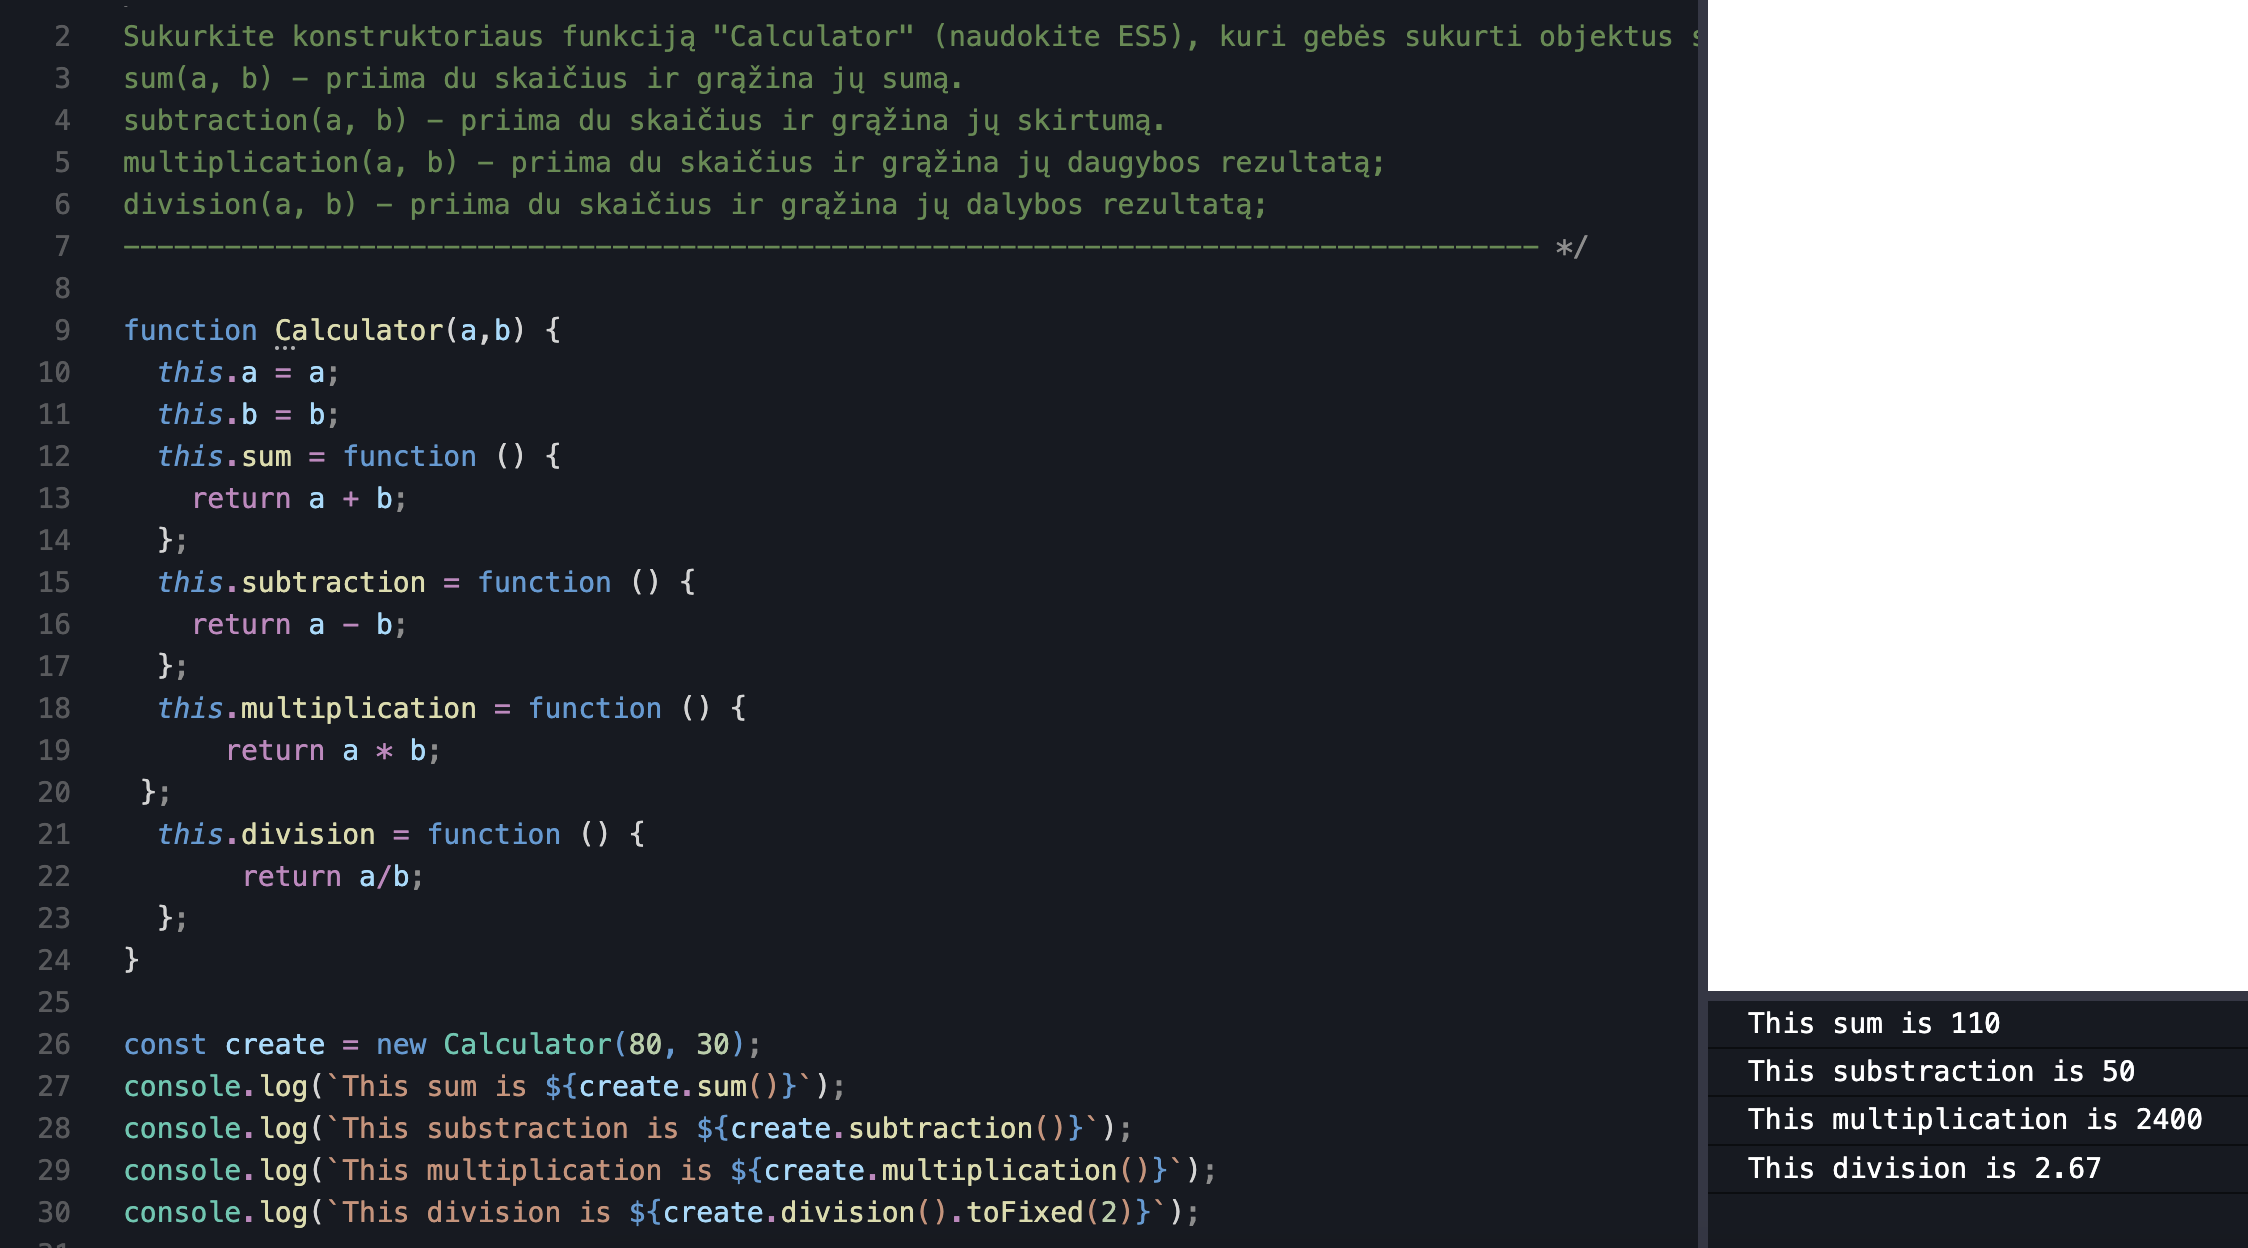 2 Sukurkite konstruktoriaus funkciją "Calculator" (naudokite ES5), kuri gebės sukurti objektus
3 sum(a, b) – priima du skaičius ir grąžina jų sumą.
4 subtraction(a, b) – priima du skaičius ir grąžina jų skirtumą.
5 multiplication(a, b) – priima du skaičius ir grąžina jų daugybos rezultatą;
6 division(a, b) – priima du skaičius ir grąžina jų dalybos rezultatą;
7 ------------------------------------------------------------------------------------ */
8
9 function Calculator(a,b) {
10   this.a = a;
11   this.b = b;
12   this.sum = function () {
13     return a + b;
14   };
15   this.subtraction = function () {
16     return a - b;
17   };
18   this.multiplication = function () {
19       return a * b;
20  };
21   this.division = function () {
22        return a/b;
23   };
24 }
25
26 const create = new Calculator(80, 30);
27 console.log(`This sum is ${create.sum()}`);
28 console.log(`This substraction is ${create.subtraction()}`);
29 console.log(`This multiplication is ${create.multiplication()}`);
30 console.log(`This division is ${create.division().toFixed(2)}`);
This sum is 110
This substraction is 50
This multiplication is 2400
This division is 2.67